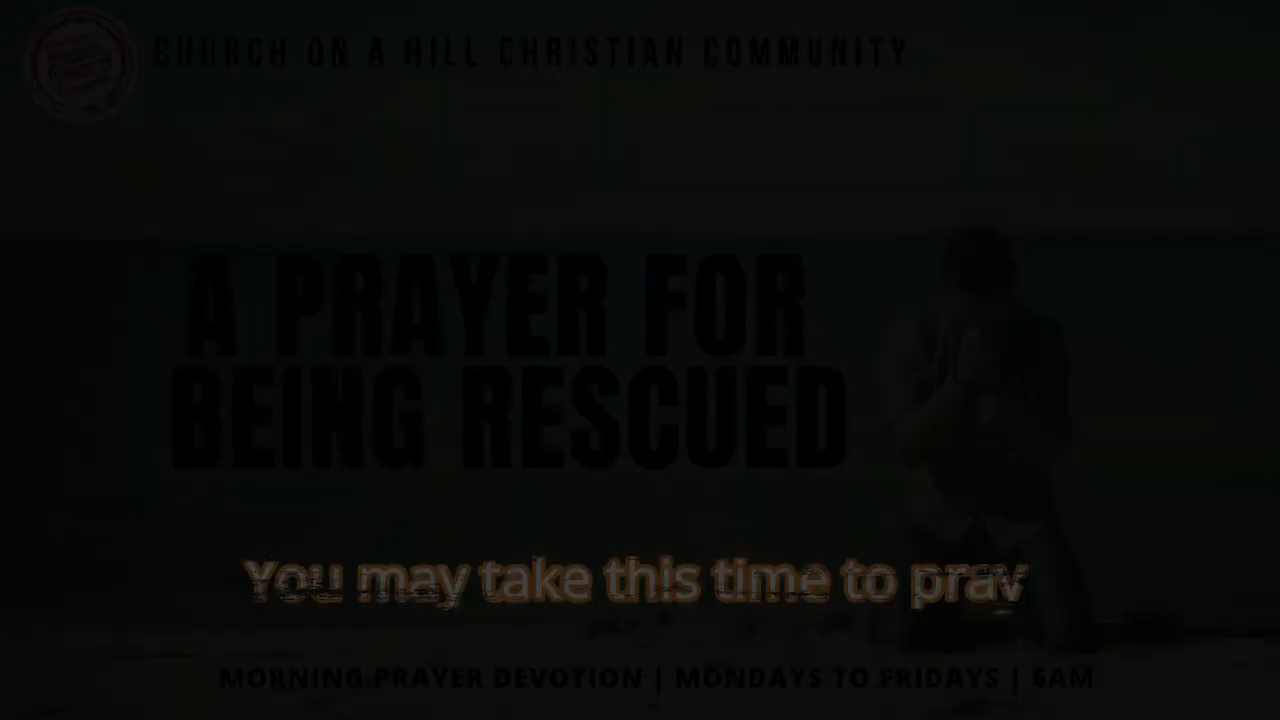 CHURCH ON A HILL CHRISTIAN COMMUNITY
A PRAYER FOR
BEING RESCUED
You may take this time to pray
MORNING PRAYER DEVOTION | MONDAYS TO FRIDAYS | 6AM